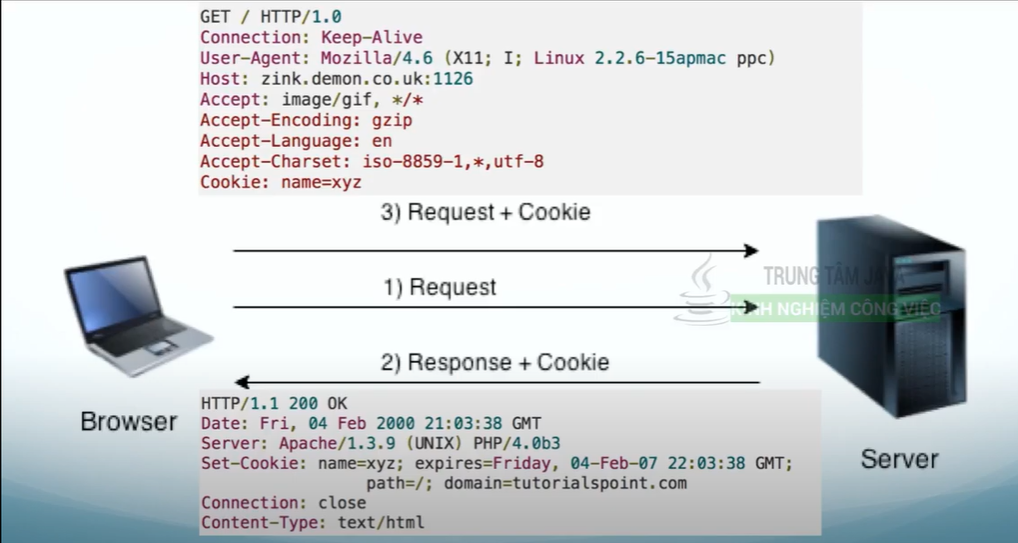 GET / HTTP/1.0
Connection: Keep-Alive
User-Agent: Mozilla/4.6 (X11; I; Linux 2.2.6-15apmac ppc)
Host: zink.demon.co.uk:1126
Accept: image/gif, */*
Accept-Encoding: gzip
Accept-Language: en
Accept-Charset: iso-8859-1,*,utf-8
Cookie: name=xyz
3) Request + Cookie
1) Request
TRUNG TÂM JAVA
KINH NGHIỆM CÔNG VIỆC
2) Response + Cookie
Browser
Server
HTTP/1.1 200 OK
Date: Fri, 04 Feb 2000 21:03:38 GMT
Server: Apache/1.3.9 (UNIX) PHP/4.0b3
Set-Cookie: name=xyz; expires=Friday, 04-Feb-07 22:03:38 GMT;
path=/; domain=tutorialspoint.com
Connection: close
Content-Type: text/html